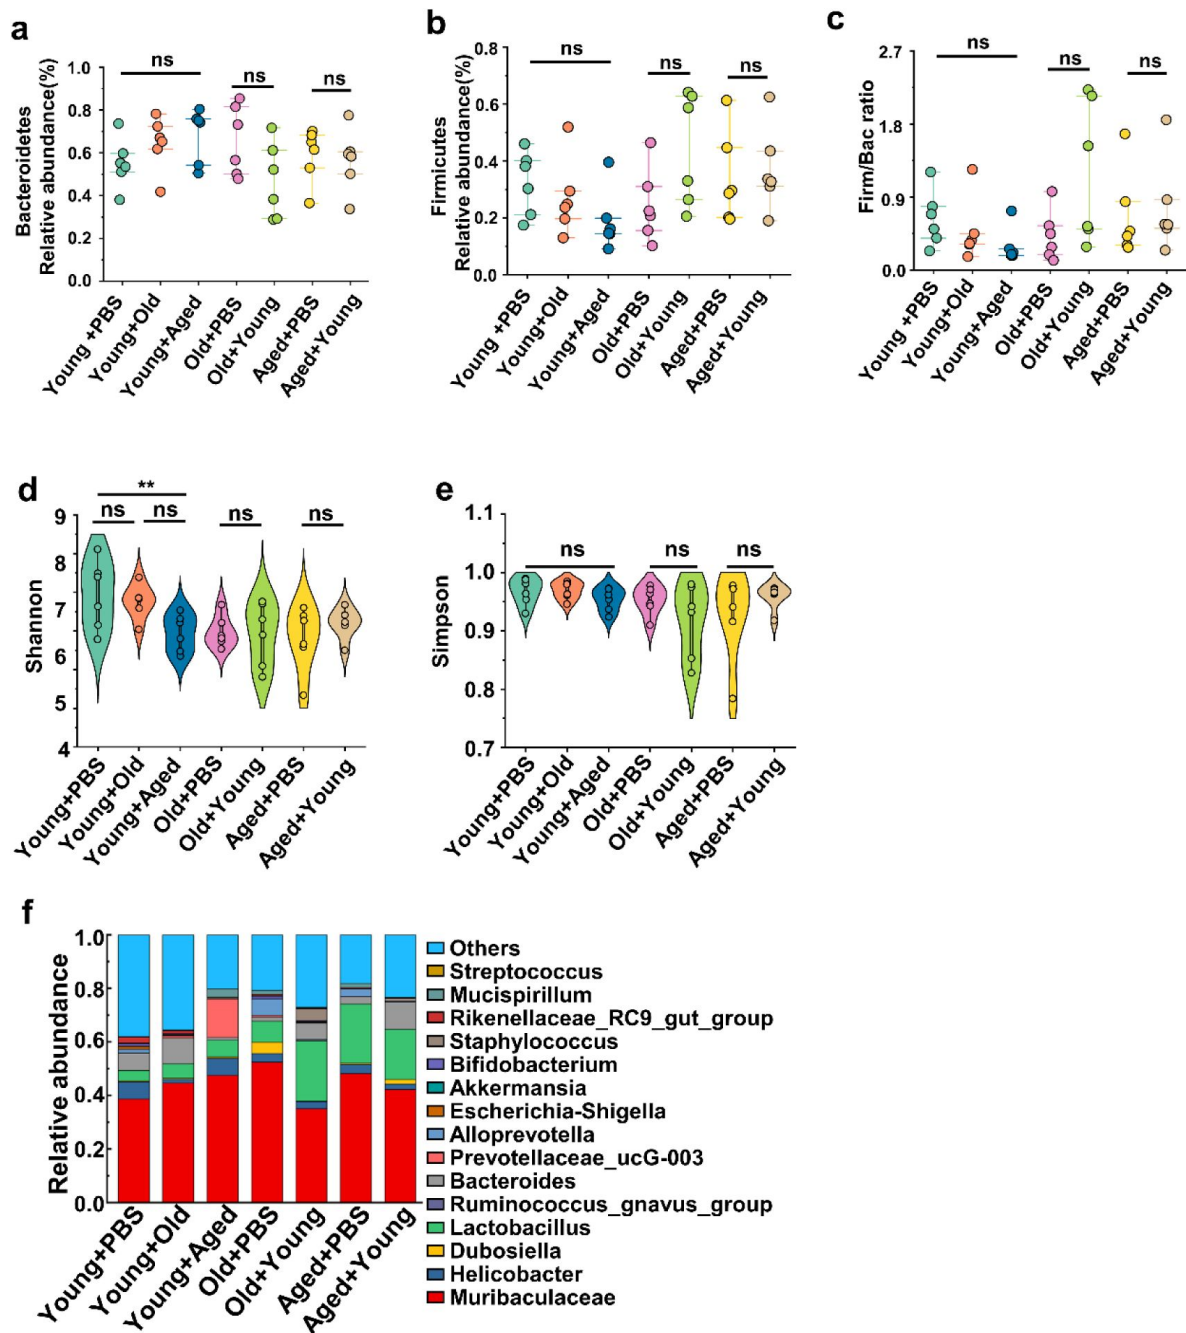 a
Bacteroidetes
Relative abundance(%)
1.0
0.8
0.6
0.4
0.2
0.0
ns
ns
ns
Young +PBS
Young+Old
Young+Aged
Old+PBS
Old+Young
Aged+PBS
Aged+Young
b
Firmicutes
Relative abundance(%)
0.8
0.6
0.4
0.2
0.0
ns
ns
ns
Young +PBS
Young+Old
Young+Aged
Old+PBS
Old+Young
Aged+PBS
Aged+Young
c
Firm/Bac ratio
2.7
0.9
0.0
ns
ns
ns
Young +PBS
Young+Old
Young+Aged
Old+PBS
Old+Young
Aged+PBS
Aged+Young
d
Shannon
9
8
7
6
5
4
**
ns
ns
ns
ns
Young+PBS
Young+Old
Young+Aged
Old+PBS
Old+Young
Aged+PBS
Aged+Young
e
Simpson
1.1
1.0
0.9
0.8
0.7
ns
ns
ns
Young+PBS
Young+Old
Young+Aged
Old+PBS
Old+Young
Aged+PBS
Aged+Young
f
Relative abundance
1.0
0.8
0.6
0.4
0.2
0.0
Young+PBS
Young+Old
Young+Aged
Old+PBS
Old+Young
Aged+PBS
Aged+Young
Others
Streptococcus
Mucispirillum
Rikenellaceae_RC9_gut_group
Staphylococcus
Bifidobacterium
Akkermansia
Escherichia-Shigella
Alloprevotella
Prevotellaceae_ucG-003
Bacteroides
Ruminococcus_gnavus_group
Lactobacillus
Dubosiella
Helicobacter
Muribaculaceae